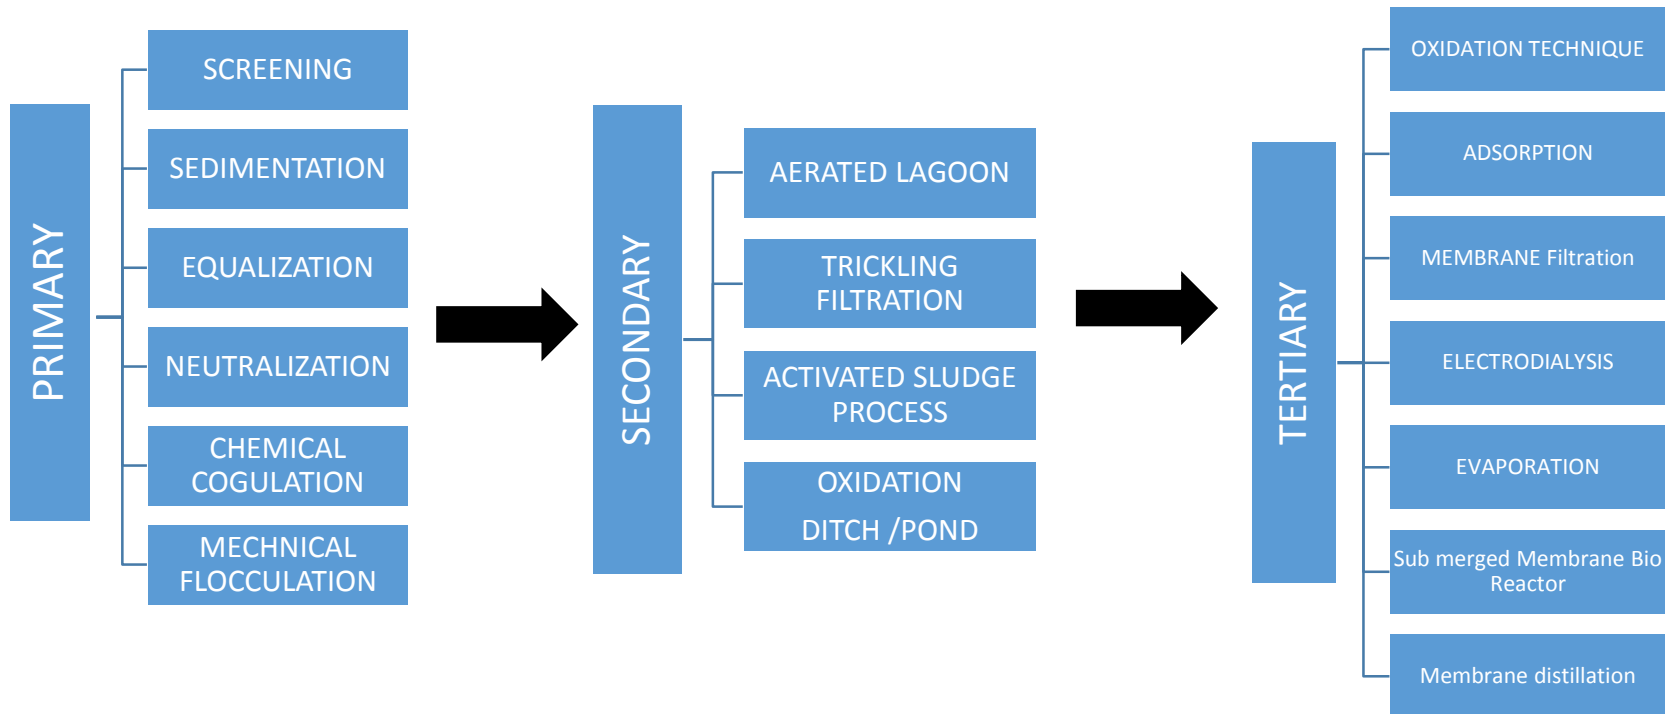 PRIMARY
SCREENING
SEDIMENTATION
EQUALIZATION
NEUTRALIZATION
CHEMICAL
COGULATION
MECHNICAL
FLOCCULATION
SECONDARY
AERATED LAGOON
TRICKLING
FILTRATION
ACTIVATED SLUDGE
PROCESS
OXIDATION
DITCH /POND
TERTIARY
OXIDATION TECHNIQUE
ADSORPTION
MEMBRANE Filtration
ELECTRODIALYSIS
EVAPORATION
Sub merged Membrane Bio
Reactor
Membrane distillation